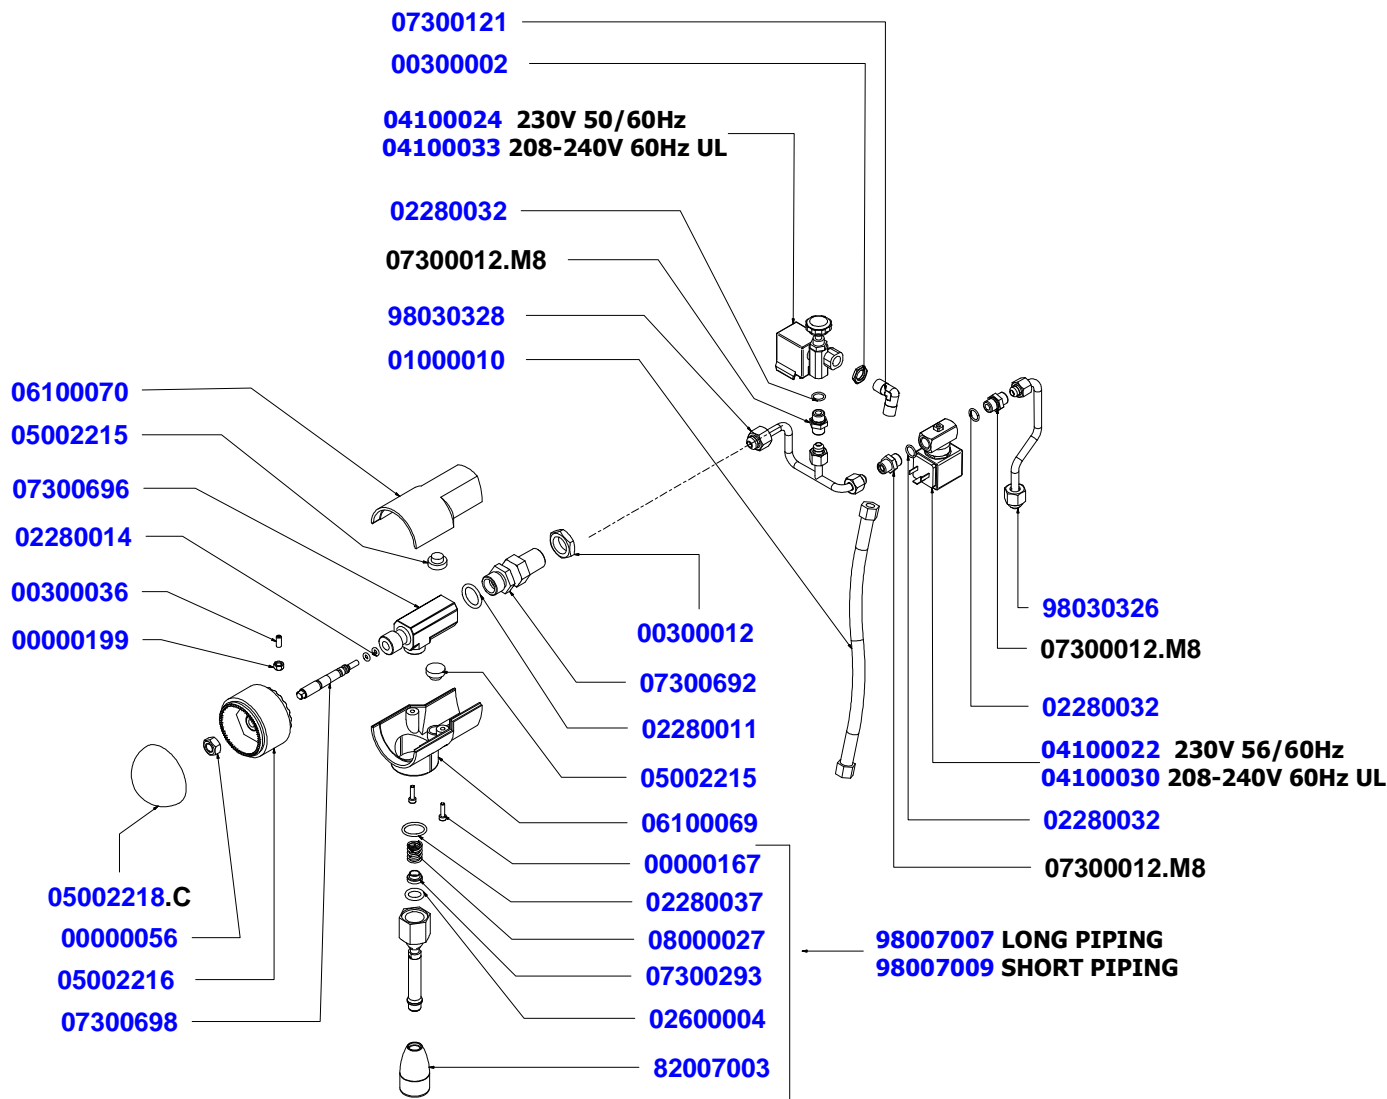 07300121
00300002
04100024 230V 50/60Hz
04100033 208-240V 60Hz UL
02280032
07300012.M8
98030328
01000010
06100070
05002215
07300696
02280014
00300036
00000199
05002218.C
00000056
05002216
07300698
00300012
07300692
02280011
05002215
06100069
00000167
02280037
08000027
07300293
02600004
82007003
98030326
07300012.M8
02280032
04100022 230V 56/60Hz
04100030 208-240V 60Hz UL
02280032
07300012.M8
98007007 LONG PIPING
98007009 SHORT PIPING